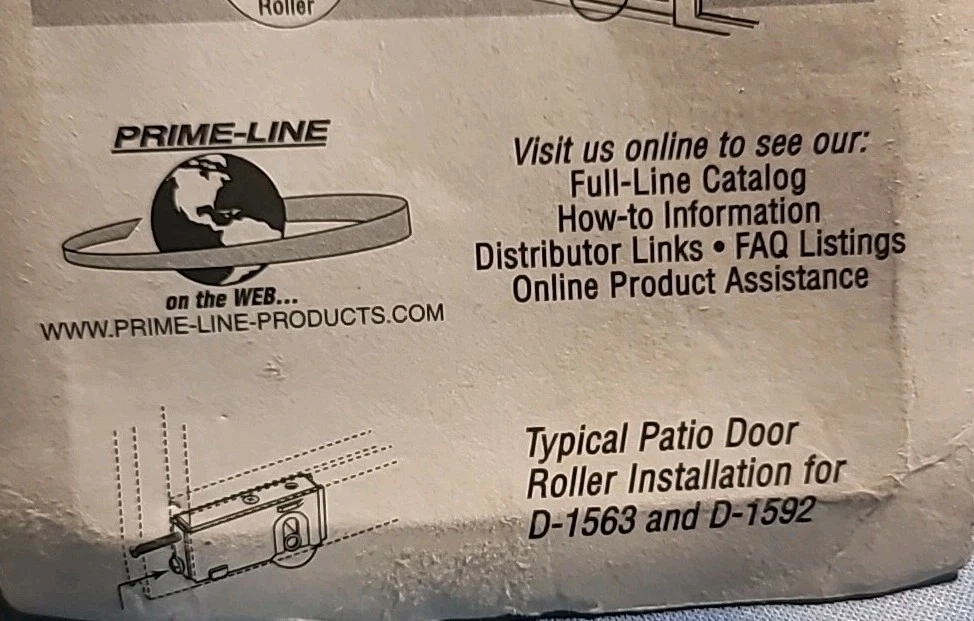 Roller
PRIME-LINE
on the WEB...
WWW.PRIME-LINE-PRODUCTS.COM
Visit us online to see our:
Full-Line Catalog
How-to Information
Distributor Links • FAQ Listings
Online Product Assistance
Typical Patio Door
Roller Installation for
D-1563 and D-1592